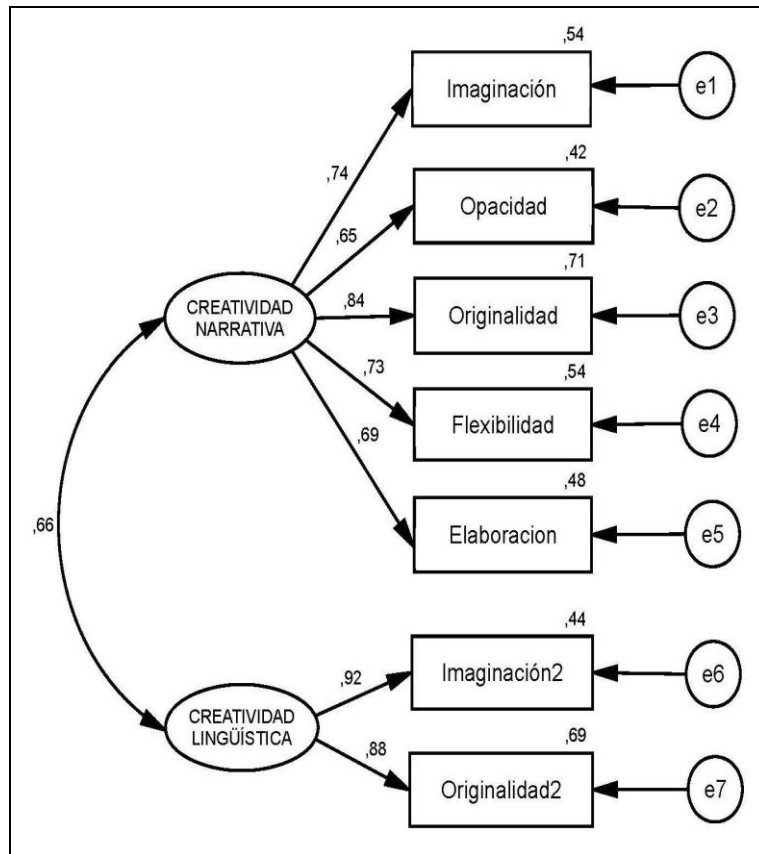 ,54
Imaginación
e1
,74
,42
Opacidad
e2
,65
,71
CREATIVIDAD
NARRATIVA
,84
Originalidad
e3
,54
,73
Flexibilidad
e4
,69
,48
Elaboracion
e5
,66
,44
Imaginación2
e6
,92
CREATIVIDAD
LINGÜÍSTICA
,69
,88
Originalidad2
e7